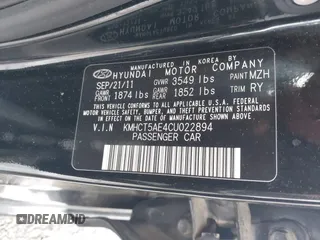 MANUFACTURED IN KOREA BY
HYUNDAI MOTOR COMPANY
SEP/21/11 GVWR 3549 lbs PAINT MZH
GAWR FRONT 1874 lbs GAWR REAR 1852 lbs TRIM RY
THIS VEHICLE CONFORMS TO ALL APPLICABLE
FEDERAL MOTOR VEHICLE SAFETY, BUMPER,
AND THEFT PREVENTION STANDARDS IN EFFECT
ON THE DATE OF MANUFACTURE SHOWN ABOVE.
V.I.N KMHCT5AE4CU022894
PASSENGER CAR
DREAMBID